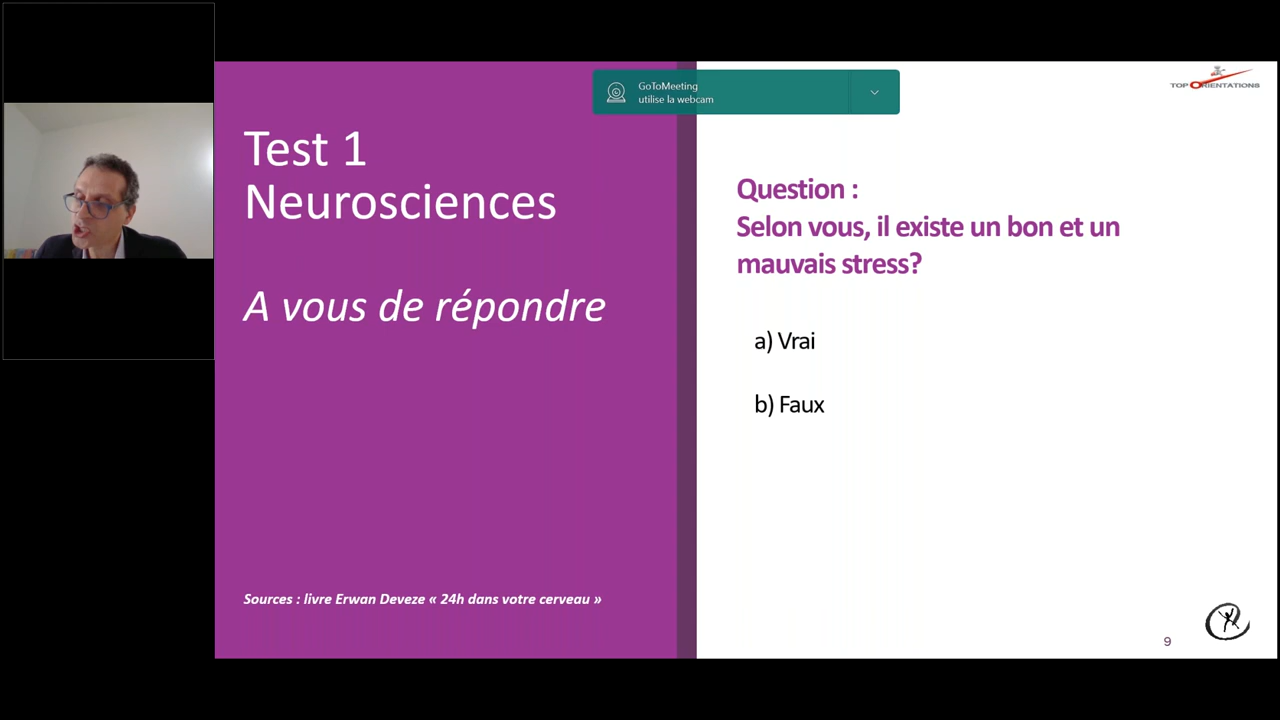 GoToMeeting
utilise la webcam
TOP ORIENTATIONS
Test 1
Neurosciences
A vous de répondre
Sources : livre Erwan Deveze « 24h dans votre cerveau »
Question :
Selon vous, il existe un bon et un
mauvais stress?
a) Vrai
b) Faux
9